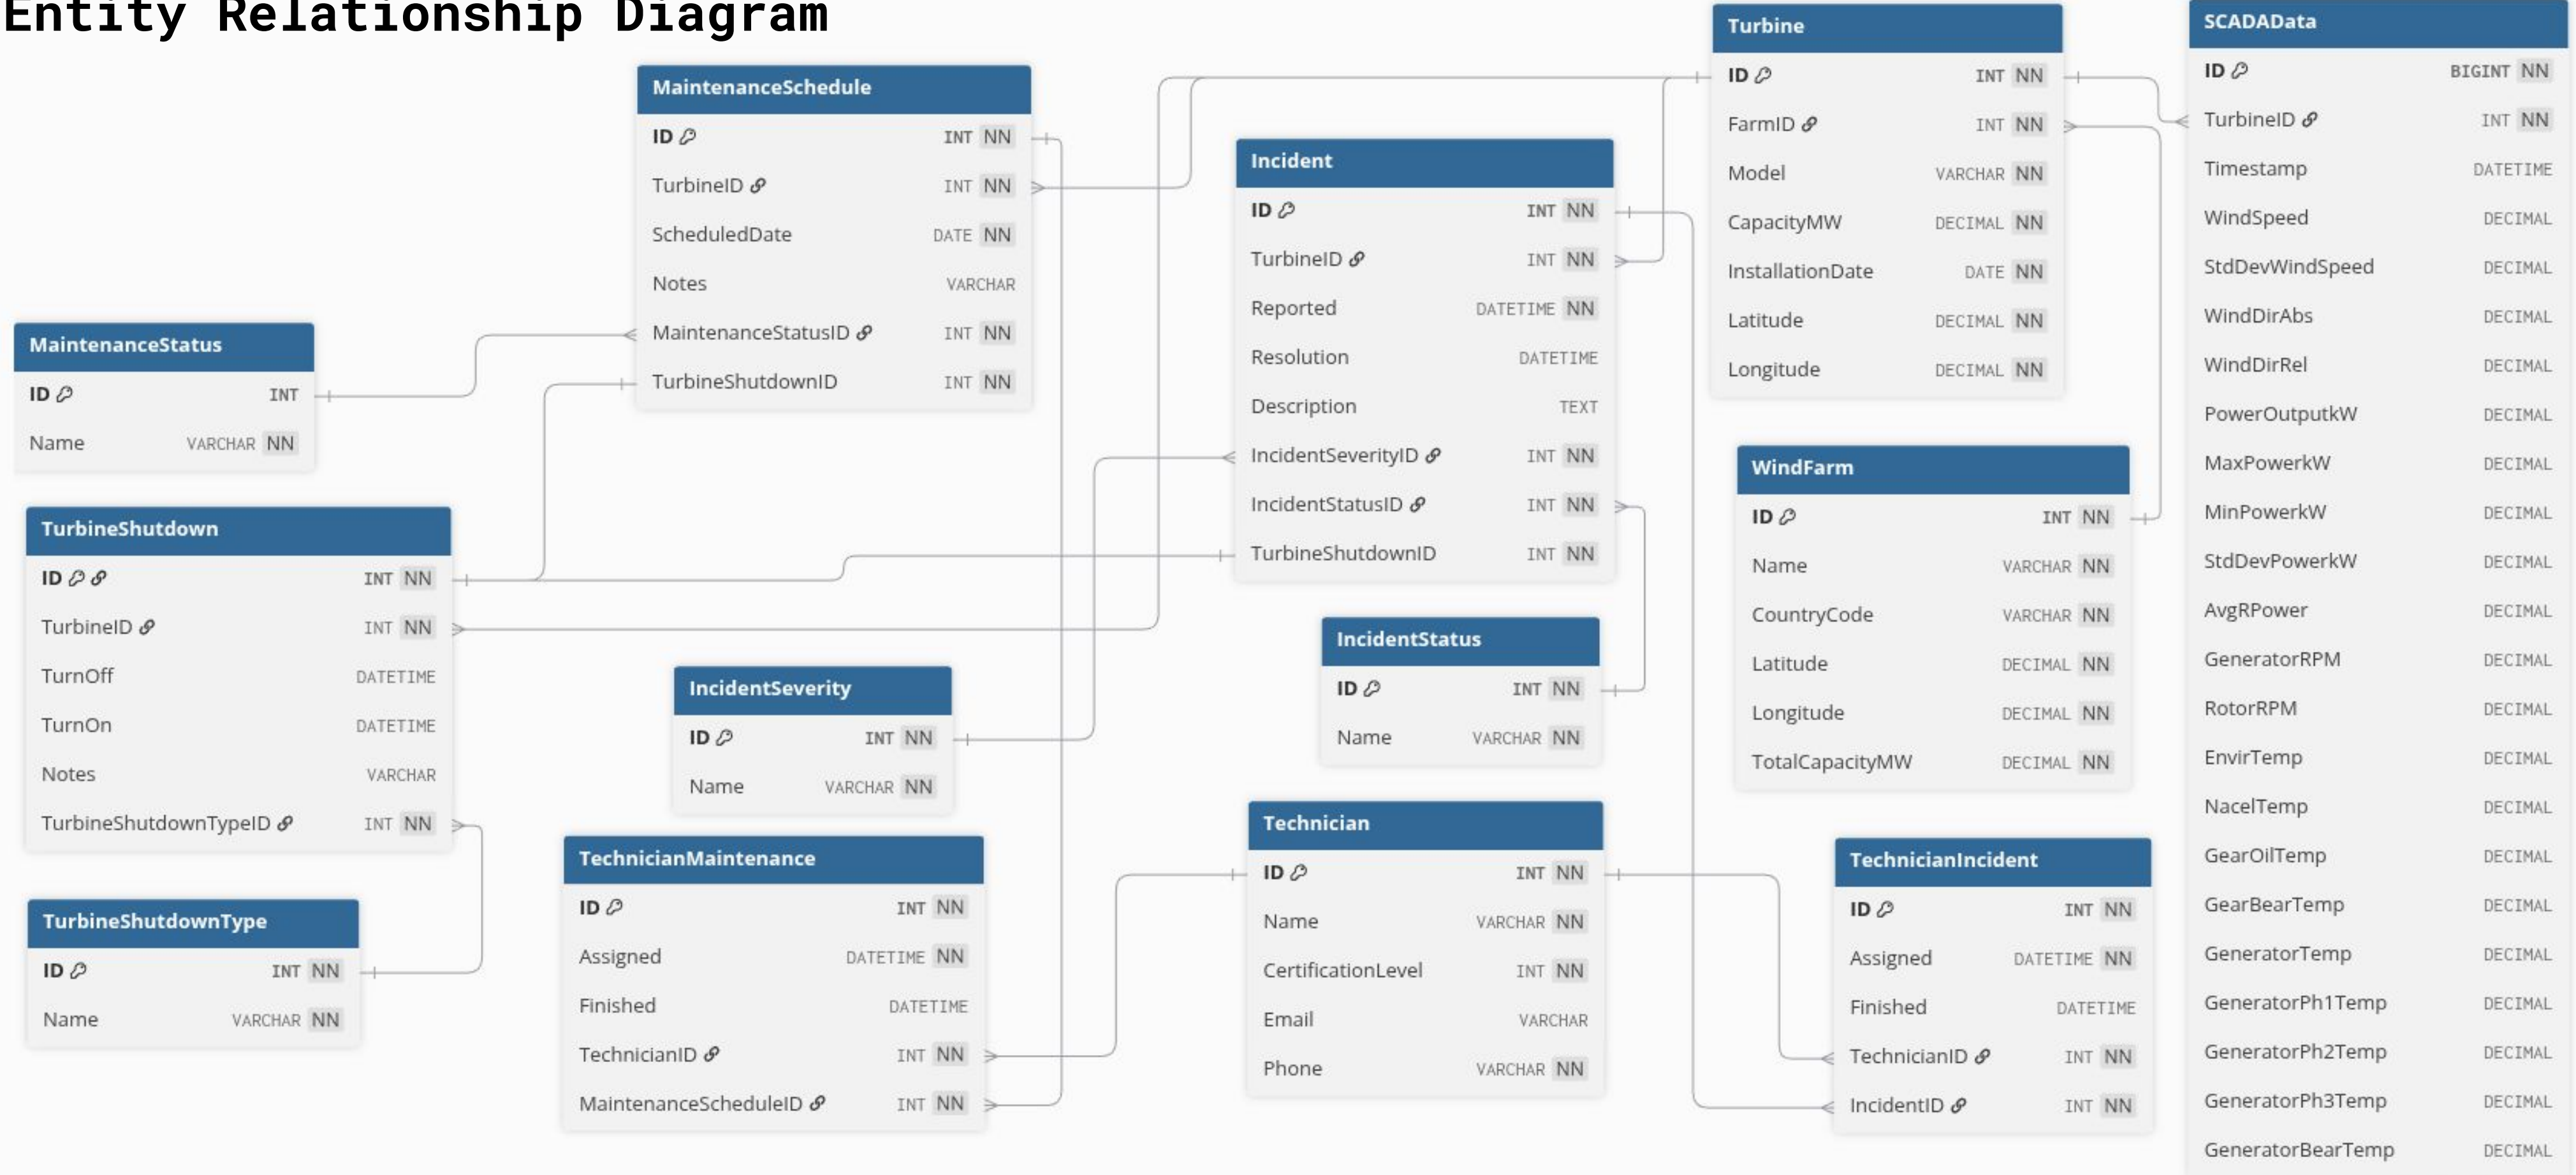 Entity Relationship Diagram
MaintenanceSchedule
ID INT NN
TurbineID INT NN
ScheduledDate DATE NN
Notes VARCHAR
MaintenanceStatusID INT NN
TurbineShutdownID INT NN
MaintenanceStatus
ID INT
Name VARCHAR NN
TurbineShutdown
ID INT NN
TurbineID INT NN
TurnOff DATETIME
TurnOn DATETIME
Notes VARCHAR
TurbineShutdownTypeID INT NN
TurbineShutdownType
ID INT NN
Name VARCHAR NN
IncidentSeverity
ID INT NN
Name VARCHAR NN
TechnicianMaintenance
ID INT NN
Assigned DATETIME NN
Finished DATETIME
TechnicianID INT NN
MaintenanceScheduleID INT NN
Incident
ID INT NN
TurbineID INT NN
Reported DATETIME NN
Resolution DATETIME
Description TEXT
IncidentSeverityID INT NN
IncidentStatusID INT NN
TurbineShutdownID INT NN
IncidentStatus
ID INT NN
Name VARCHAR NN
Technician
ID INT NN
Name VARCHAR NN
CertificationLevel INT NN
Email VARCHAR
Phone VARCHAR NN
Turbine
ID INT NN
FarmID INT NN
Model VARCHAR NN
CapacityMW DECIMAL NN
InstallationDate DATE NN
Latitude DECIMAL NN
Longitude DECIMAL NN
WindFarm
ID INT NN
Name VARCHAR NN
CountryCode VARCHAR NN
Latitude DECIMAL NN
Longitude DECIMAL NN
TotalCapacityMW DECIMAL NN
TechnicianIncident
ID INT NN
Assigned DATETIME NN
Finished DATETIME
TechnicianID INT NN
IncidentID INT NN
SCADAData
ID BIGINT NN
TurbineID INT NN
Timestamp DATETIME
WindSpeed DECIMAL
StdDevWindSpeed DECIMAL
WindDirAbs DECIMAL
WindDirRel DECIMAL
PowerOutputkW DECIMAL
MaxPowerkW DECIMAL
MinPowerkW DECIMAL
StdDevPowerkW DECIMAL
AvgRPower DECIMAL
GeneratorRPM DECIMAL
RotorRPM DECIMAL
EnvirTemp DECIMAL
NacelTemp DECIMAL
GearOilTemp DECIMAL
GearBearTemp DECIMAL
GeneratorTemp DECIMAL
GeneratorPh1Temp DECIMAL
GeneratorPh2Temp DECIMAL
GeneratorPh3Temp DECIMAL
GeneratorBearTemp DECIMAL